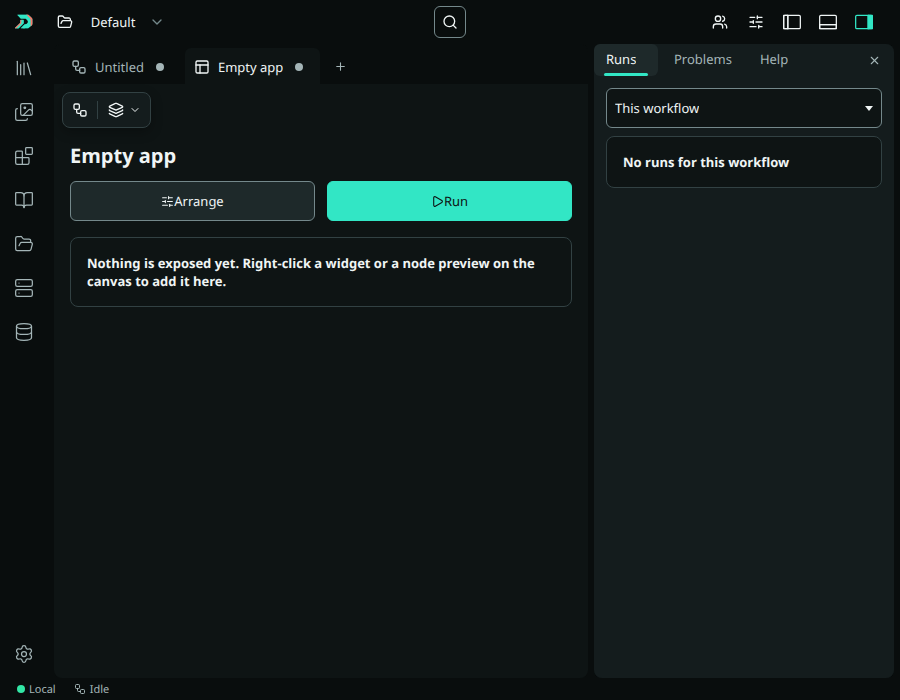 Default
Untitled
Empty app
Runs
Problems
Help
This workflow
No runs for this workflow
Empty app
Arrange
Run
Nothing is exposed yet. Right-click a widget or a node preview on the
canvas to add it here.
Local
Idle